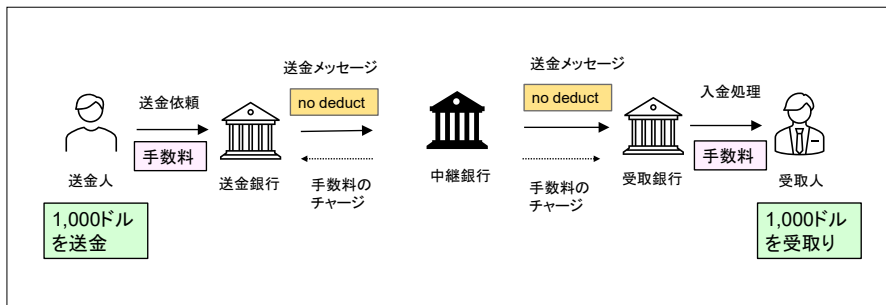 送金メッセージ
送金メッセージ
送金依頼
no deduct
no deduct
入金処理
手数料
手数料
送金人
送金銀行
手数料の
チャージ
中継銀行
手数料の
チャージ
受取銀行
受取人
1,000ドル
を送金
1,000ドル
を受取り